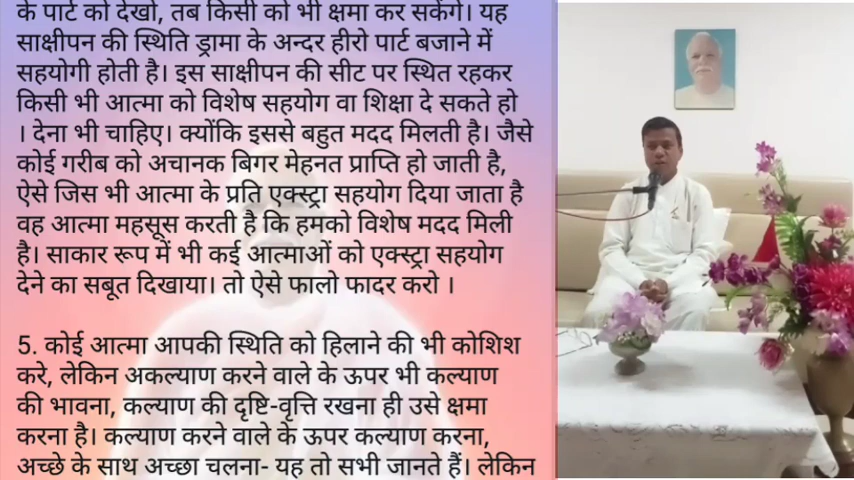 के पार्ट को देखो, तब किसी को भी क्षमा कर सकेंगे। यह
साक्षीपन की स्थिति ड्रामा के अन्दर हीरो पार्ट बजाने में
सहयोगी होती है। इस साक्षीपन की सीट पर स्थित रहकर
किसी भी आत्मा को विशेष सहयोग वा शिक्षा दे सकते हो
। देना भी चाहिए। क्योंकि इससे बहुत मदद मिलती है। जैसे
कोई गरीब को अचानक बिगर मेहनत प्राप्ति हो जाती है,
ऐसे जिस भी आत्मा के प्रति एक्स्ट्रा सहयोग दिया जाता है
वह आत्मा महसूस करती है कि हमको विशेष मदद मिली
है। साकार रूप में भी कई आत्माओं को एक्स्ट्रा सहयोग
देने का सबूत दिखाया। तो ऐसे फालो फादर करो ।
5. कोई आत्मा आपकी स्थिति को हिलाने की भी कोशिश
करे, लेकिन अकल्याण करने वाले के ऊपर भी कल्याण
की भावना, कल्याण की दृष्टि-वृत्ति रखना ही उसे क्षमा
करना है। कल्याण करने वाले के ऊपर कल्याण करना,
अच्छे के साथ अच्छा चलना- यह तो सभी जानते हैं। लेकिन